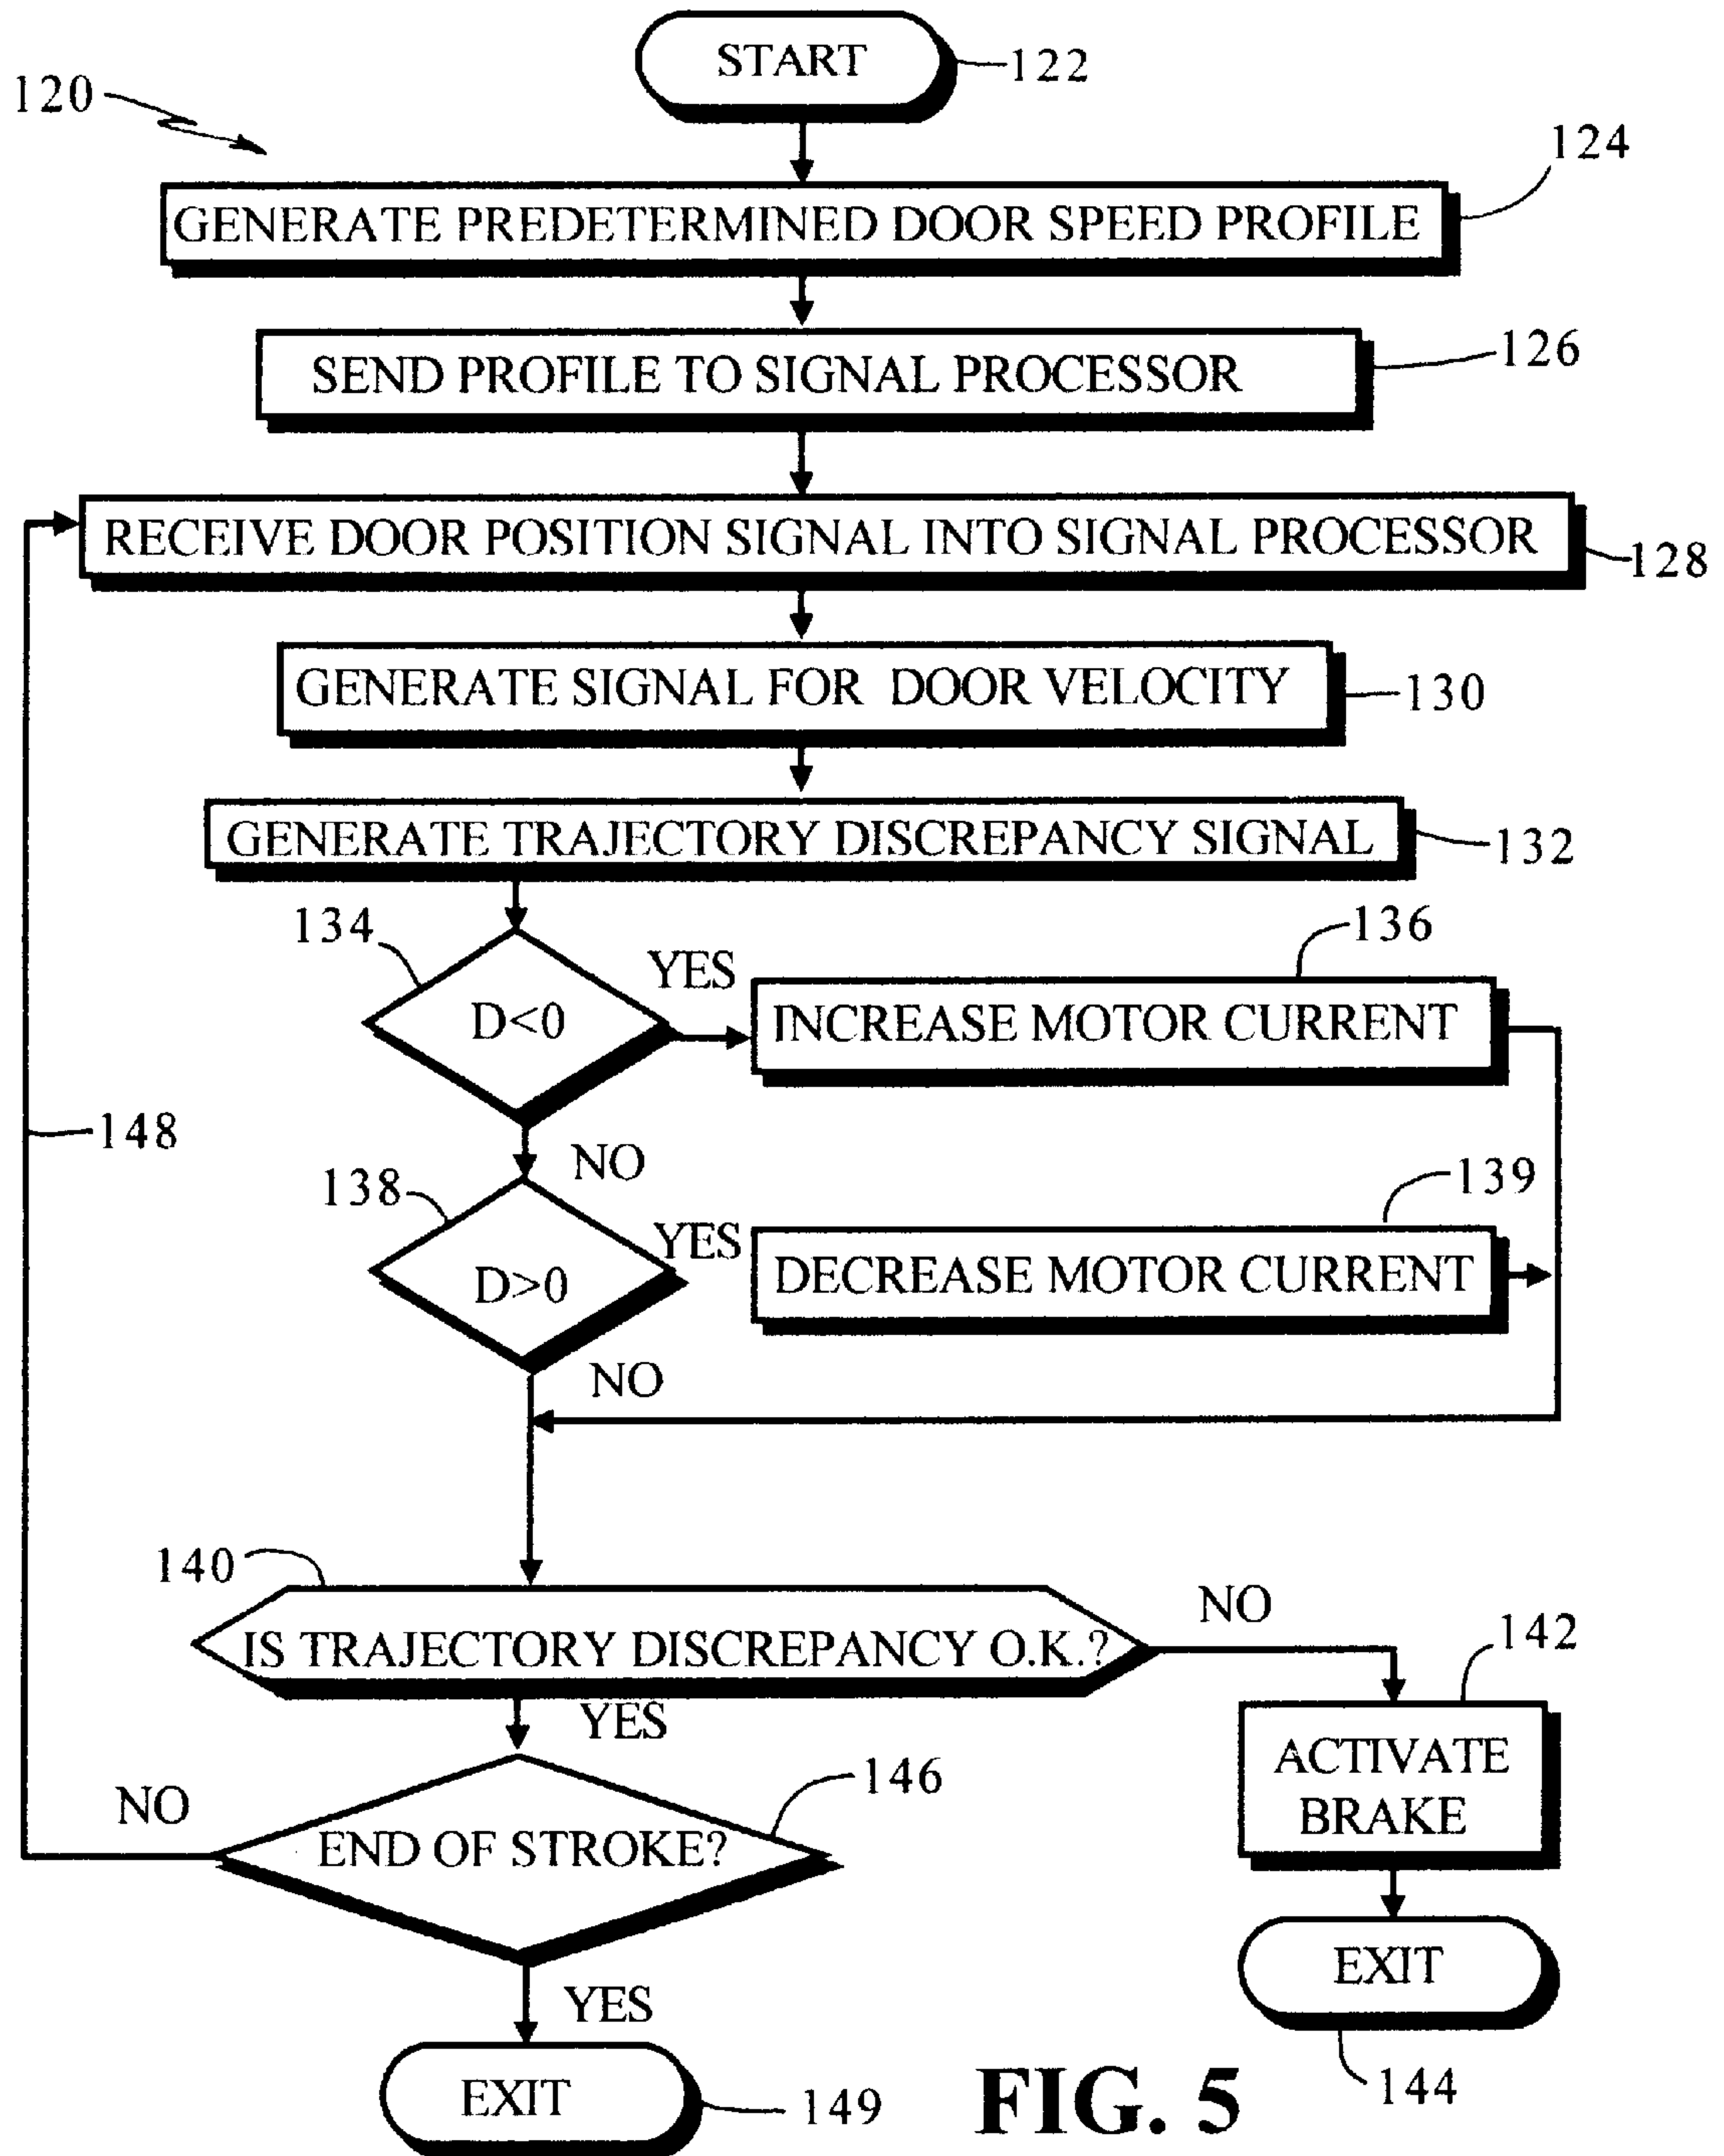 START
122
120
124
GENERATE PREDETERMINED DOOR SPEED PROFILE
SEND PROFILE TO SIGNAL PROCESSOR
126
RECEIVE DOOR POSITION SIGNAL INTO SIGNAL PROCESSOR
128
GENERATE SIGNAL FOR DOOR VELOCITY
130
GENERATE TRAJECTORY DISCREPANCY SIGNAL
132
134
D<0
YES
136
INCREASE MOTOR CURRENT
148
NO
138
D>0
YES
139
DECREASE MOTOR CURRENT
NO
140
IS TRAJECTORY DISCREPANCY O.K.?
NO
142
ACTIVATE
BRAKE
YES
146
END OF STROKE?
NO
YES
EXIT
144
EXIT
149
FIG. 5